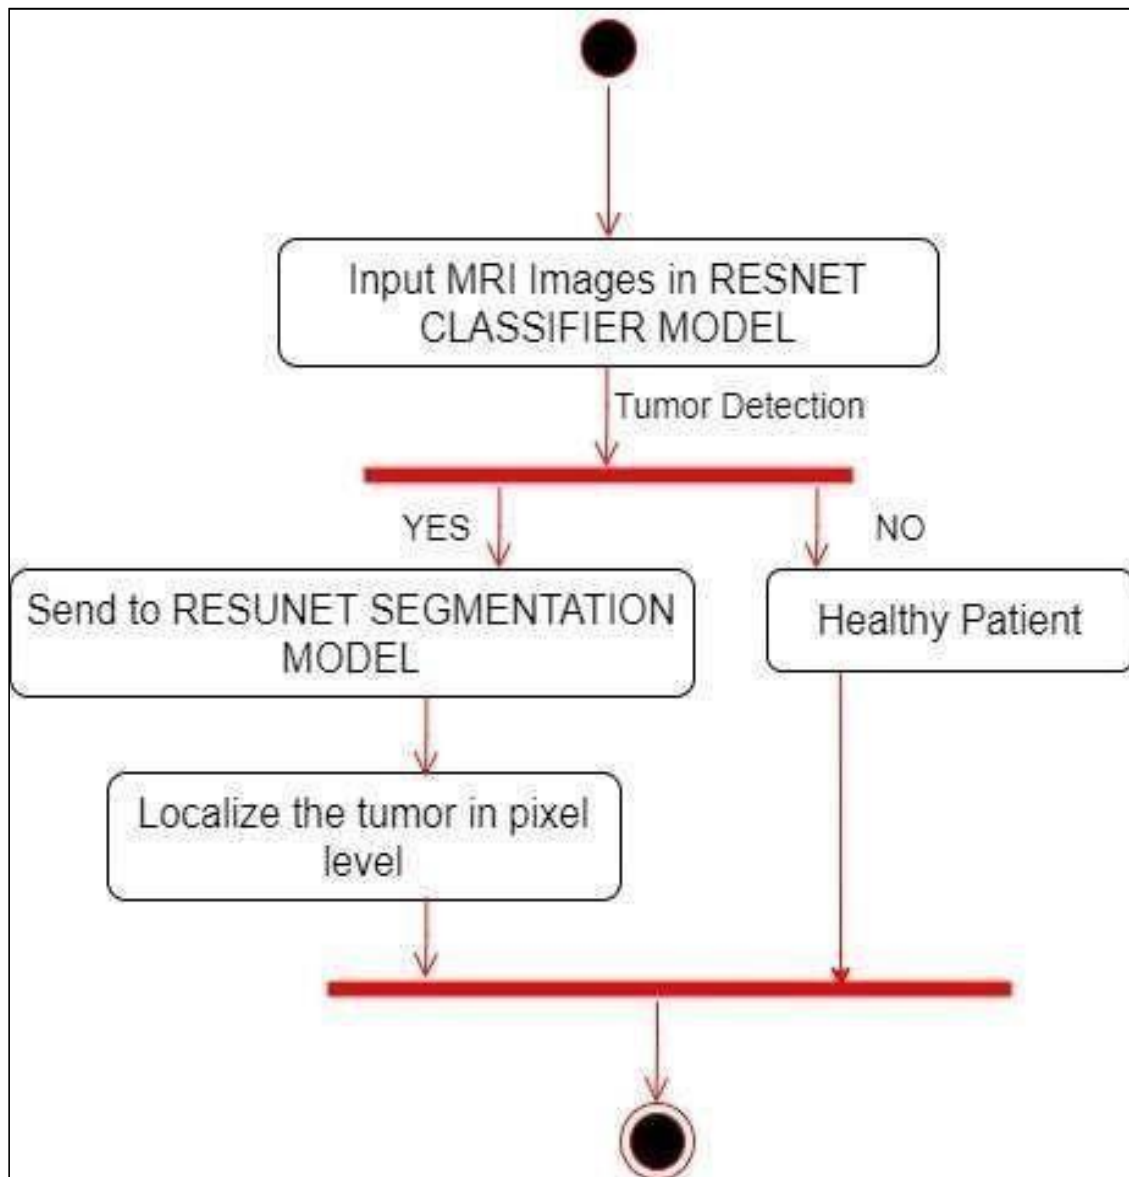 Input MRI Images in RESNET
CLASSIFIER MODEL
Tumor Detection
YES
NO
Send to RESUNET SEGMENTATION
MODEL
Healthy Patient
Localize the tumor in pixel
level